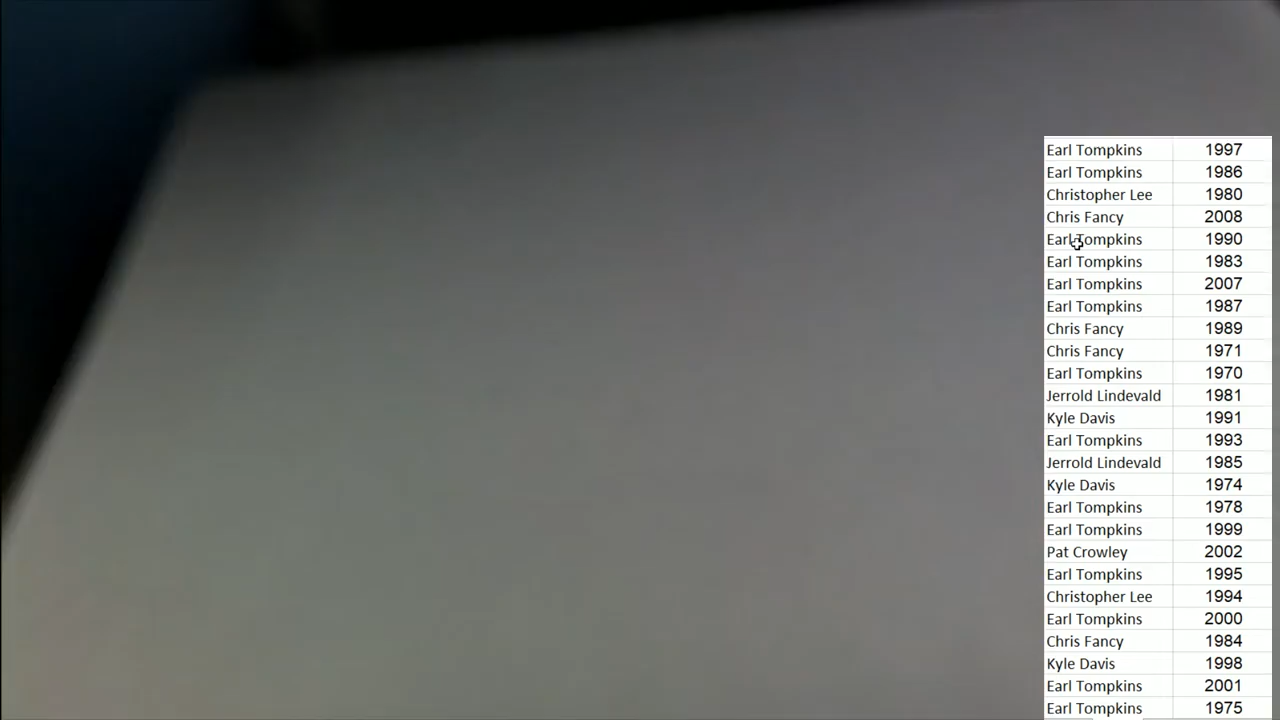 Earl Tompkins 1997
Earl Tompkins 1986
Christopher Lee 1980
Chris Fancy 2008
Earl Tompkins 1990
Earl Tompkins 1983
Earl Tompkins 2007
Earl Tompkins 1987
Chris Fancy 1989
Chris Fancy 1971
Earl Tompkins 1970
Jerrold Lindevald 1981
Kyle Davis 1991
Earl Tompkins 1993
Jerrold Lindevald 1985
Kyle Davis 1974
Earl Tompkins 1978
Earl Tompkins 1999
Pat Crowley 2002
Earl Tompkins 1995
Christopher Lee 1994
Earl Tompkins 2000
Chris Fancy 1984
Kyle Davis 1998
Earl Tompkins 2001
Earl Tompkins 1975